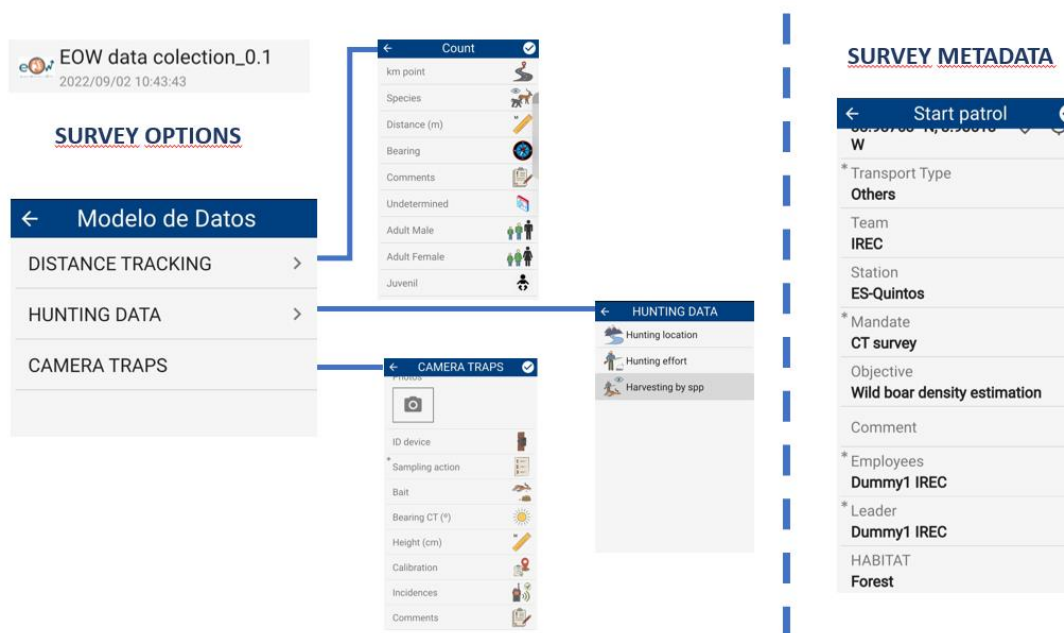 EOW data colection_0.1
2022/09/02 10:43:43
SURVEY OPTIONS
Modelo de Datos
DISTANCE TRACKING
HUNTING DATA
CAMERA TRAPS
Count
km point
Species
Distance (m)
Bearing
Comments
Undetermined
Adult Male
Adult Female
Juvenil
HUNTING DATA
Hunting location
Hunting effort
Harvesting by spp
CAMERA TRAPS
Photos
ID device
* Sampling action
Bait
Bearing CT (º)
Height (cm)
Calibration
Incidences
Comments
SURVEY METADATA
Start patrol
W
* Transport Type
Others
Team
IREC
Station
ES-Quintos
* Mandate
CT survey
Objective
Wild boar density estimation
Comment
* Employees
Dummy1 IREC
* Leader
Dummy1 IREC
HABITAT
Forest